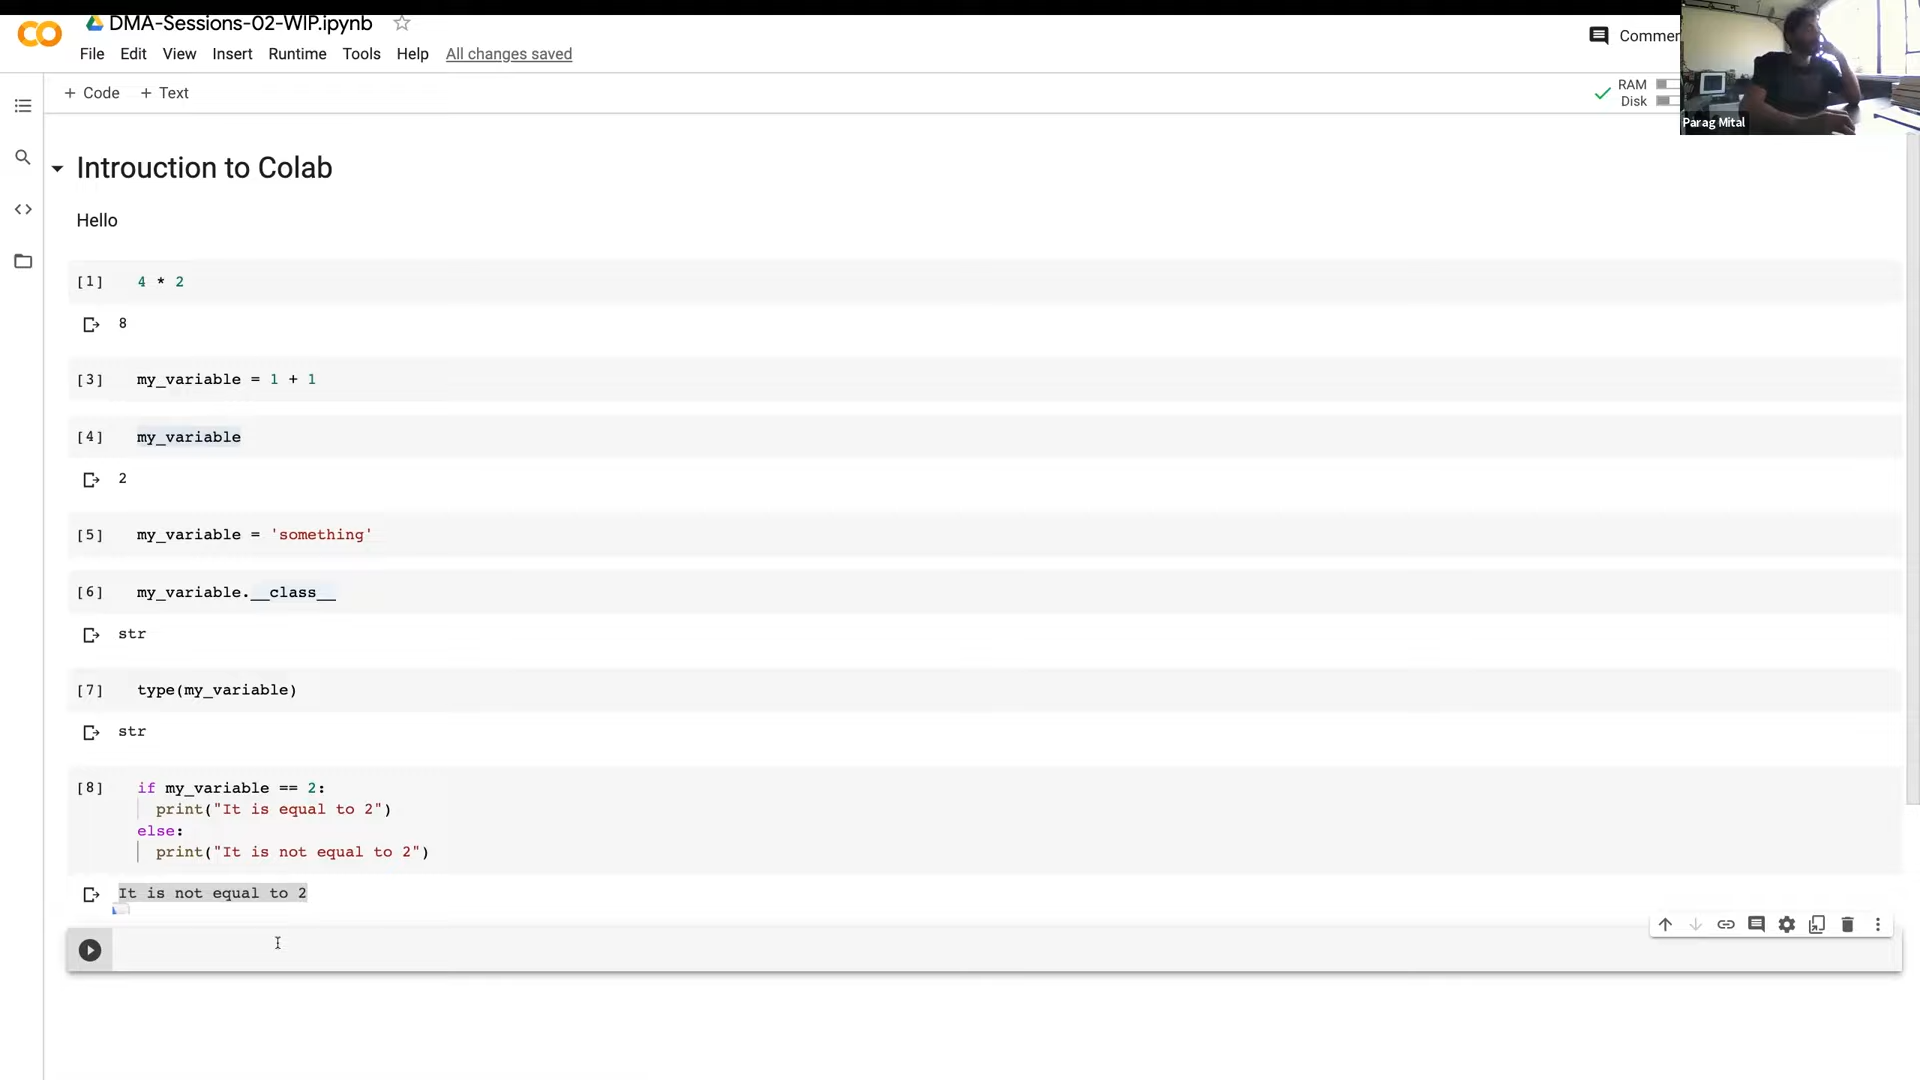 DMA-Sessions-02-WIP.ipynb
File Edit View Insert Runtime Tools Help All changes saved
Commen
+ Code + Text
RAM
Disk
Parag Mital
Introuction to Colab
Hello
[1] 4 * 2
8
[3] my_variable = 1 + 1
[4] my_variable
2
[5] my_variable = 'something'
[6] my_variable.__class__
str
[7] type(my_variable)
str
[8] if my_variable == 2:
print("It is equal to 2")
else:
print("It is not equal to 2")
It is not equal to 2